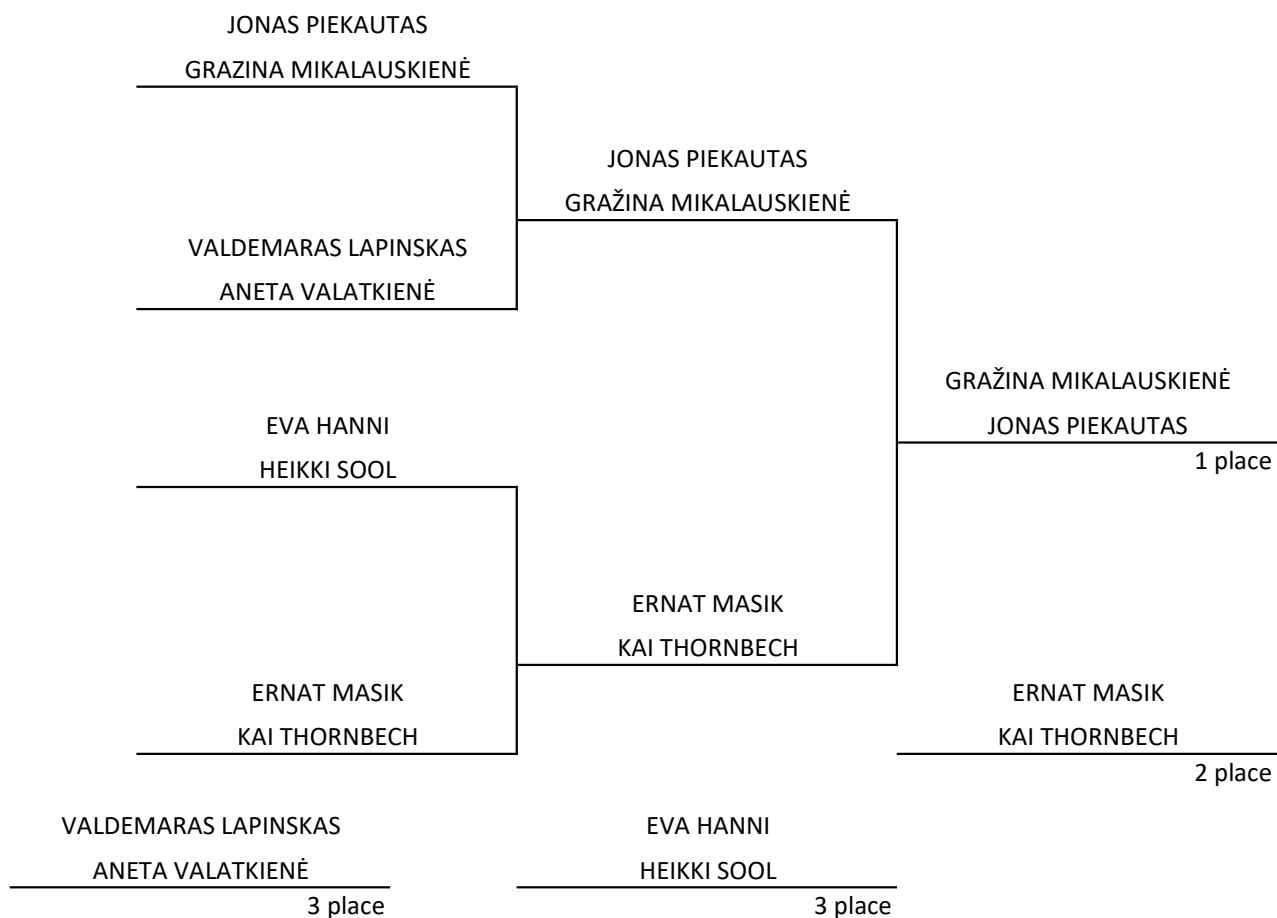 JONAS PIEKAUTAS
GRAZINA MIKALAUSKIENĖ
JONAS PIEKAUTAS
GRAŽINA MIKALAUSKIENĖ
VALDEMARAS LAPINSKAS
ANETA VALATKIENĖ
GRAŽINA MIKALAUSKIENĖ
JONAS PIEKAUTAS
1 place
EVA HANNI
HEIKKI SOOL
ERNAT MASIK
KAI THORNBECH
ERNAT MASIK
KAI THORNBECH
ERNAT MASIK
KAI THORNBECH
2 place
VALDEMARAS LAPINSKAS
ANETA VALATKIENĖ
3 place
EVA HANNI
HEIKKI SOOL
3 place